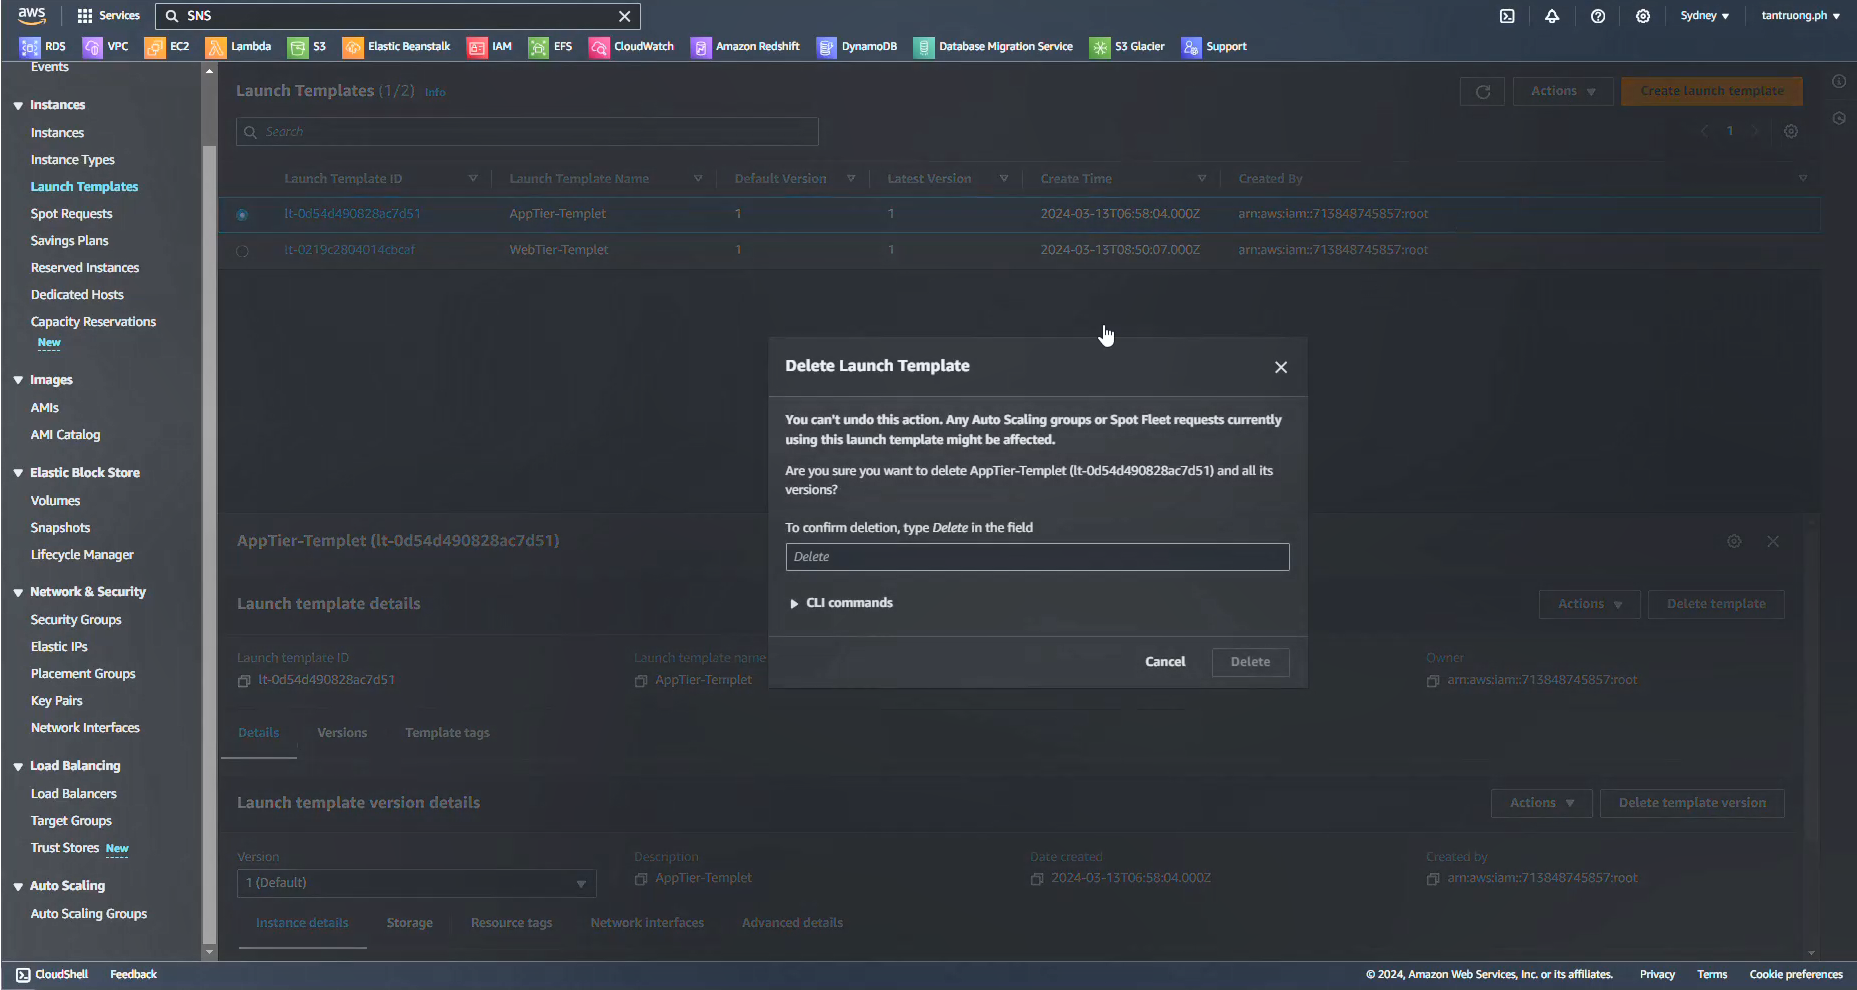 aws
Services
SNS
Sydney
tantruong.ph
RDS
VPC
EC2
Lambda
S3
Elastic Beanstalk
IAM
EFS
CloudWatch
Amazon Redshift
DynamoDB
Database Migration Service
S3 Glacier
Support
Events
Instances
Instances
Instance Types
Launch Templates
Spot Requests
Savings Plans
Reserved Instances
Dedicated Hosts
Capacity Reservations
New
Images
AMIs
AMI Catalog
Elastic Block Store
Volumes
Snapshots
Lifecycle Manager
Network & Security
Security Groups
Elastic IPs
Placement Groups
Key Pairs
Network Interfaces
Load Balancing
Load Balancers
Target Groups
Trust Stores New
Auto Scaling
Auto Scaling Groups
Launch Templates (1/2) Info
Actions
Create launch template
Search
1
Launch Template ID
Launch Template Name
Default Version
Latest Version
Create Time
Created By
lt-0d54d490828ac7d51 AppTier-Templet 1 1 2024-03-13T06:58:04.000Z arn:aws:iam::713848745857:root
lt-0219c2804014cbcaf WebTier-Templet 1 1 2024-03-13T08:50:07.000Z arn:aws:iam::713848745857:root
Delete Launch Template
You can't undo this action. Any Auto Scaling groups or Spot Fleet requests currently
using this launch template might be affected.
Are you sure you want to delete AppTier-Templet (lt-0d54d490828ac7d51) and all its
versions?
To confirm deletion, type Delete in the field
Delete
CLI commands
Cancel
Delete
AppTier-Templet (lt-0d54d490828ac7d51)
Launch template details
Actions
Delete template
Launch template ID
lt-0d54d490828ac7d51
Launch template name
AppTier-Templet
Owner
arn:aws:iam::713848745857:root
Details
Versions
Template tags
Launch template version details
Actions
Delete template version
Version
1 (Default)
Description
AppTier-Templet
Date created
2024-03-13T06:58:04.000Z
Created by
arn:aws:iam::713848745857:root
Instance details
Storage
Resource tags
Network interfaces
Advanced details
CloudShell
Feedback
© 2024, Amazon Web Services, Inc. or its affiliates.
Privacy
Terms
Cookie preferences